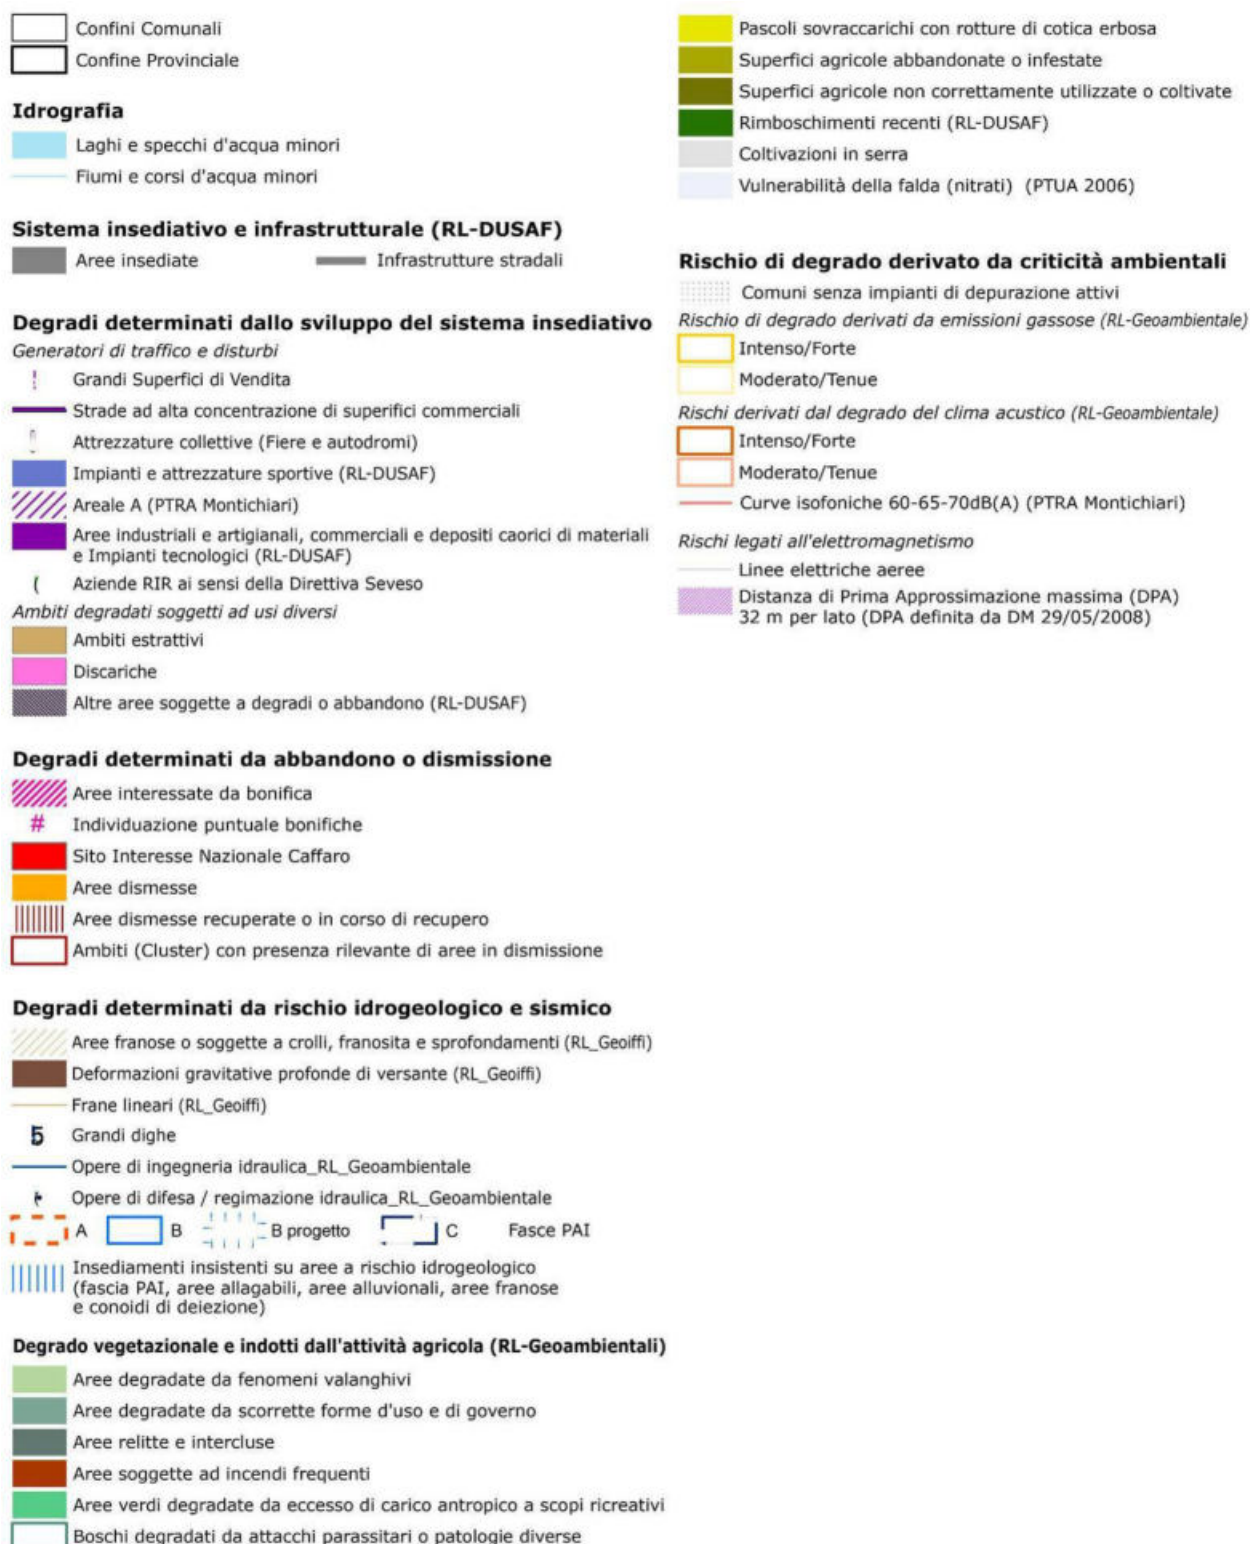 Confini Comunali
Confine Provinciale
Idrografia
Laghi e specchi d'acqua minori
Fiumi e corsi d'acqua minori
Sistema insediativo e infrastrutturale (RL-DUSAF)
Aree insediate
Infrastrutture stradali
Degradi determinati dallo sviluppo del sistema insediativo
Generatori di traffico e disturbi
Grandi Superfici di Vendita
Strade ad alta concentrazione di superifici commerciali
Attrezzature collettive (Fiere e autodromi)
Impianti e attrezzature sportive (RL-DUSAF)
Areale A (PTRA Montichiari)
Aree industriali e artigianali, commerciali e depositi caorici di materiali
e Impianti tecnologici (RL-DUSAF)
Aziende RIR ai sensi della Direttiva Seveso
Ambiti degradati soggetti ad usi diversi
Ambiti estrattivi
Discariche
Altre aree soggette a degradi o abbandono (RL-DUSAF)
Degradi determinati da abbandono o dismissione
Aree interessate da bonifica
# Individuazione puntuale bonifiche
Sito Interesse Nazionale Caffaro
Aree dismesse
Aree dismesse recuperate o in corso di recupero
Ambiti (Cluster) con presenza rilevante di aree in dismissione
Degradi determinati da rischio idrogeologico e sismico
Aree franose o soggette a crolli, franosita e sprofondamenti (RL_Geoiffi)
Deformazioni gravitative profonde di versante (RL_Geoiffi)
Frane lineari (RL_Geoiffi)
5 Grandi dighe
Opere di ingegneria idraulica_RL_Geoambientale
Opere di difesa / regimazione idraulica_RL_Geoambientale
A B B progetto C Fasce PAI
Insediamenti insistenti su aree a rischio idrogeologico
(fascia PAI, aree allagabili, aree alluvionali, aree franose
e conoidi di deiezione)
Degrado vegetazionale e indotti dall'attività agricola (RL-Geoambientali)
Aree degradate da fenomeni valanghivi
Aree degradate da scorrette forme d'uso e di governo
Aree relitte e intercluse
Aree soggette ad incendi frequenti
Aree verdi degradate da eccesso di carico antropico a scopi ricreativi
Boschi degradati da attacchi parassitari o patologie diverse
Pascoli sovraccarichi con rotture di cotica erbosa
Superfici agricole abbandonate o infestate
Superfici agricole non correttamente utilizzate o coltivate
Rimboschimenti recenti (RL-DUSAF)
Coltivazioni in serra
Vulnerabilità della falda (nitrati) (PTUA 2006)
Rischio di degrado derivato da criticità ambientali
Comuni senza impianti di depurazione attivi
Rischio di degrado derivati da emissioni gassose (RL-Geoambientale)
Intenso/Forte
Moderato/Tenue
Rischi derivati dal degrado del clima acustico (RL-Geoambientale)
Intenso/Forte
Moderato/Tenue
Curve isofoniche 60-65-70dB(A) (PTRA Montichiari)
Rischi legati all'elettromagnetismo
Linee elettriche aeree
Distanza di Prima Approssimazione massima (DPA)
32 m per lato (DPA definita da DM 29/05/2008)